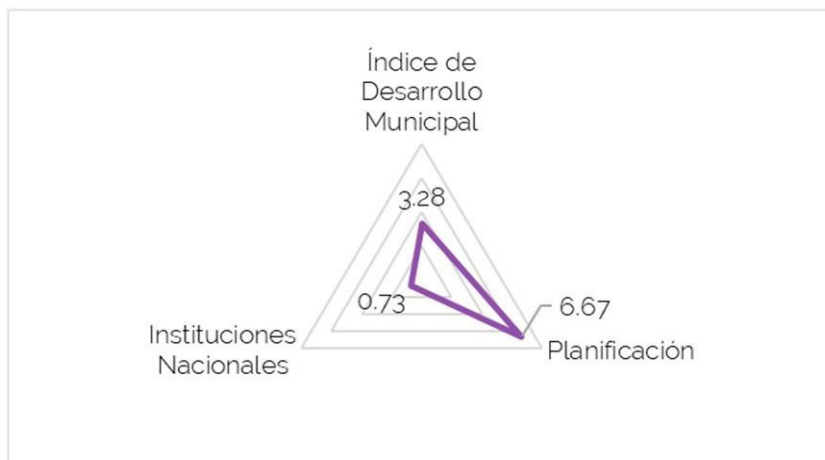 Índice de
Desarrollo
Municipal
3.28
0.73
6.67
Instituciones
Nacionales
Planificación